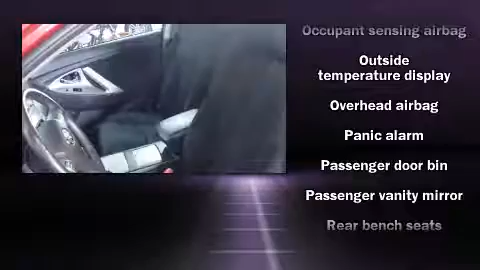 Occupant sensing airbag
Outside
temperature display
Overhead airbag
Panic alarm
Passenger door bin
Passenger vanity mirror
Rear bench seats